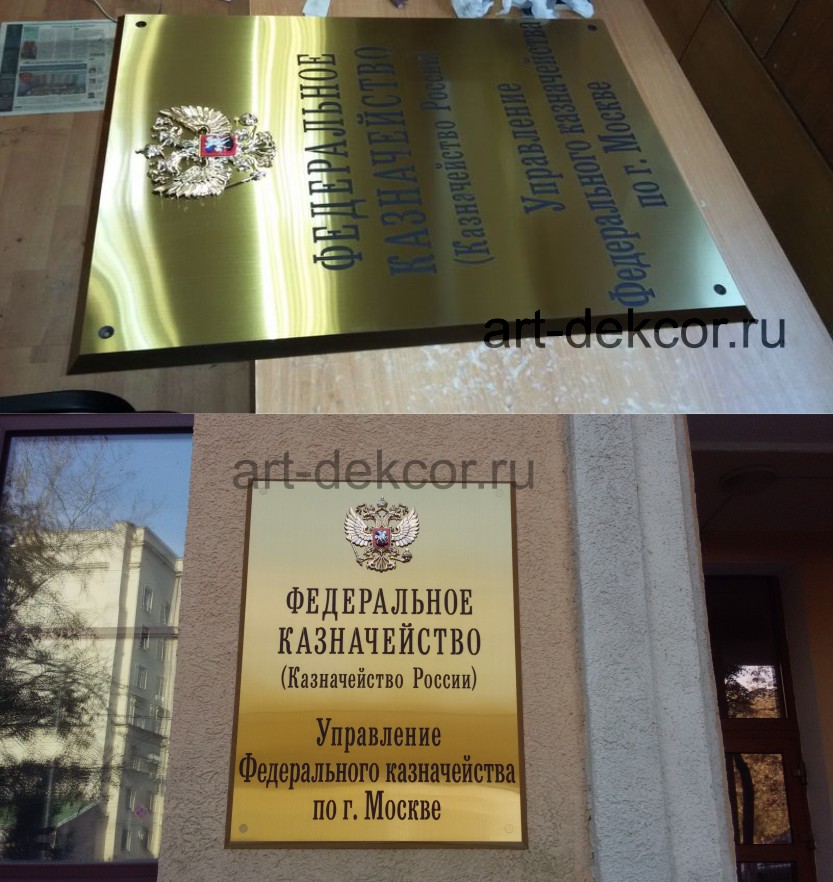 ФЕДЕРАЛЬНОЕ
КАЗНАЧЕЙСТВО
(Казначейство России)
Управление
Федерального казначейства
по г. Москве
art-dekcor.ru
art-dekcor.ru
ФЕДЕРАЛЬНОЕ
КАЗНАЧЕЙСТВО
(Казначейство России)
Управление
Федерального казначейства
по г. Москве